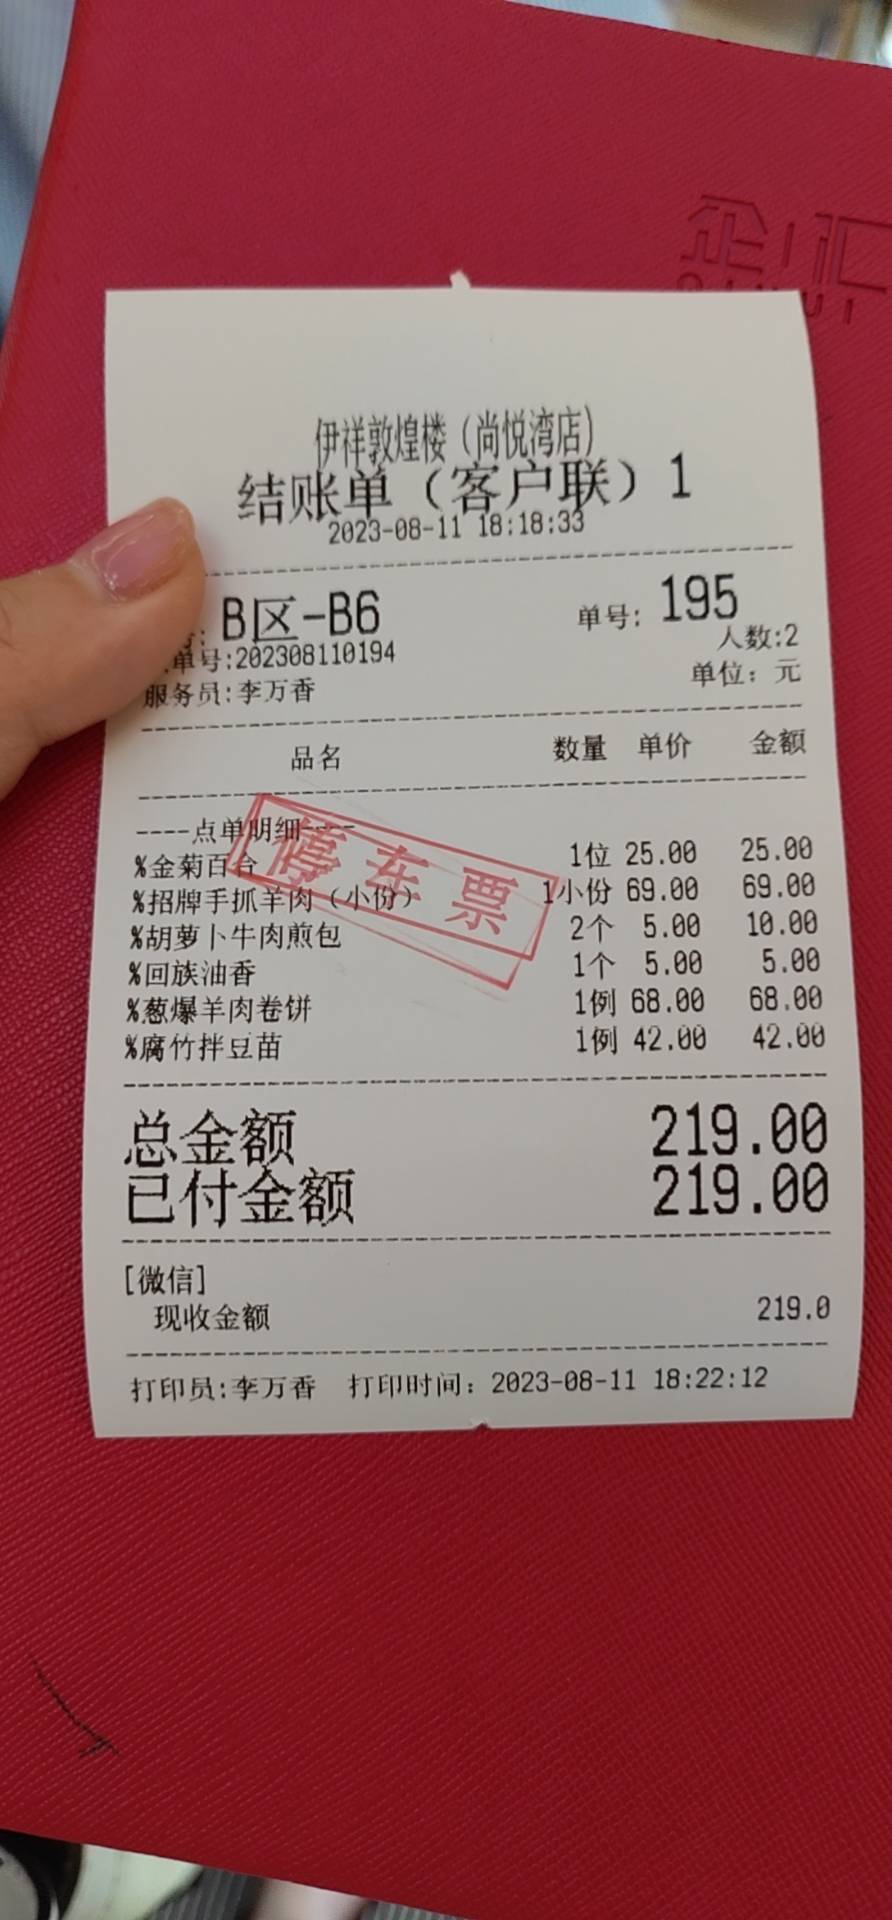 伊祥敦煌楼（尚悦湾店）
结账单（客户联）1
2023-08-11 18:18:33
B区-B6 单号: 195
单号:202308110194 人数:2
服务员:李万香 单位: 元
品名 数量 单价 金额
----点单明细----
%金菊百合 1位 25.00 25.00
%招牌手抓羊肉（小份） 1小份 69.00 69.00
%胡萝卜牛肉煎包 2个 5.00 10.00
%回族油香 1个 5.00 5.00
%葱爆羊肉卷饼 1例 68.00 68.00
%腐竹拌豆苗 1例 42.00 42.00
停车票
总金额 219.00
已付金额 219.00
[微信]
现收金额 219.0
打印员:李万香 打印时间: 2023-08-11 18:22:12